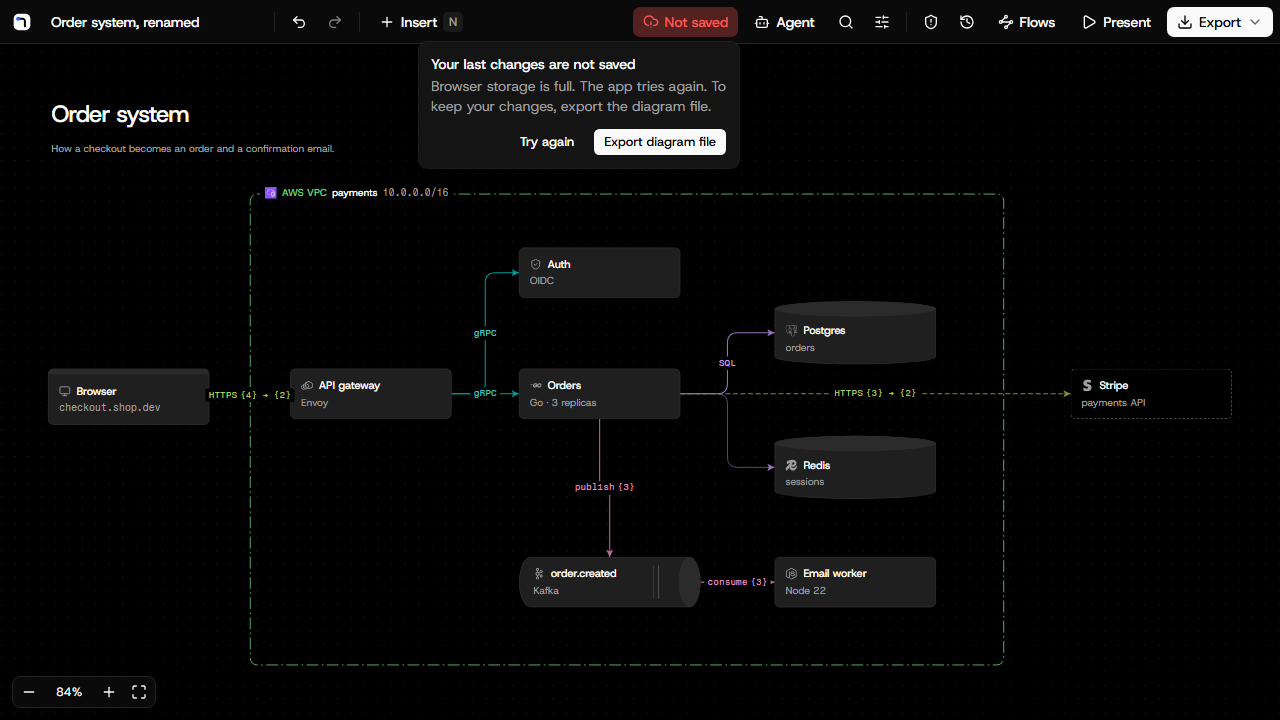 Order system, renamed
Insert N
Not saved
Agent
Flows
Present
Export
Your last changes are not saved
Browser storage is full. The app tries again. To
keep your changes, export the diagram file.
Try again
Export diagram file
Order system
How a checkout becomes an order and a confirmation email.
AWS VPC payments 10.0.0.0/16
Auth
OIDC
gRPC
Postgres
orders
SQL
Browser
checkout.shop.dev
HTTPS {4} → {2}
API gateway
Envoy
gRPC
Orders
Go · 3 replicas
HTTPS {3} → {2}
Stripe
payments API
Redis
sessions
publish {3}
order.created
Kafka
consume {3}
Email worker
Node 22
84%